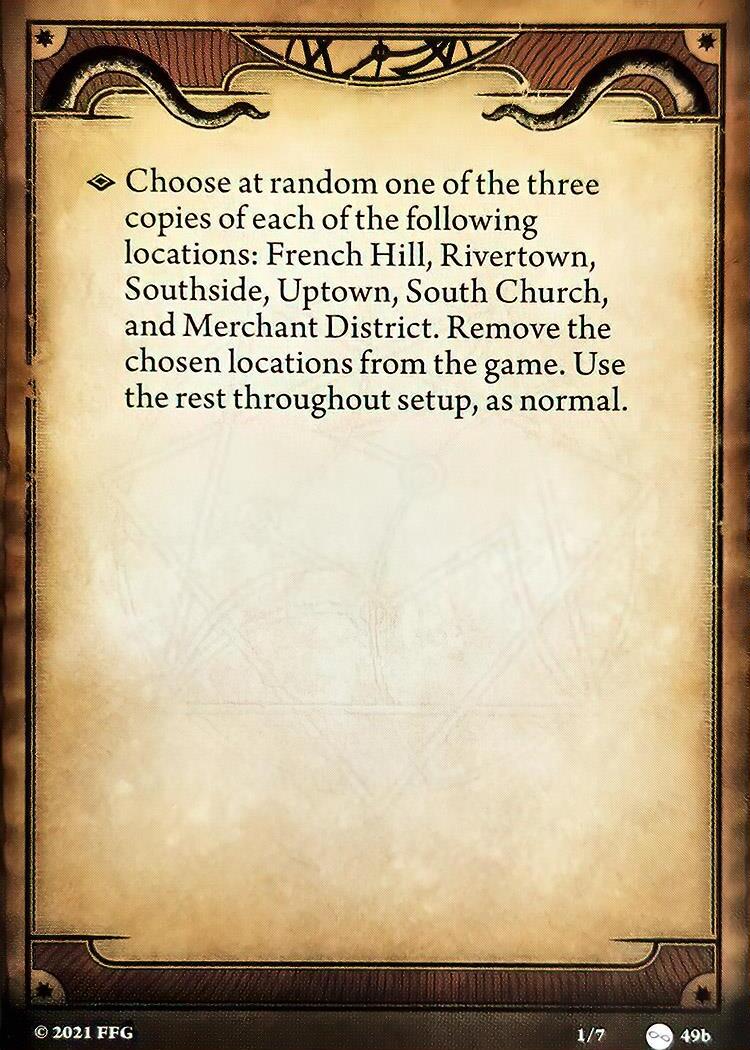 Choose at random one of the three
copies of each of the following
locations: French Hill, Rivertown,
Southside, Uptown, South Church,
and Merchant District. Remove the
chosen locations from the game. Use
the rest throughout setup, as normal.
© 2021 FFG
1/7
49b